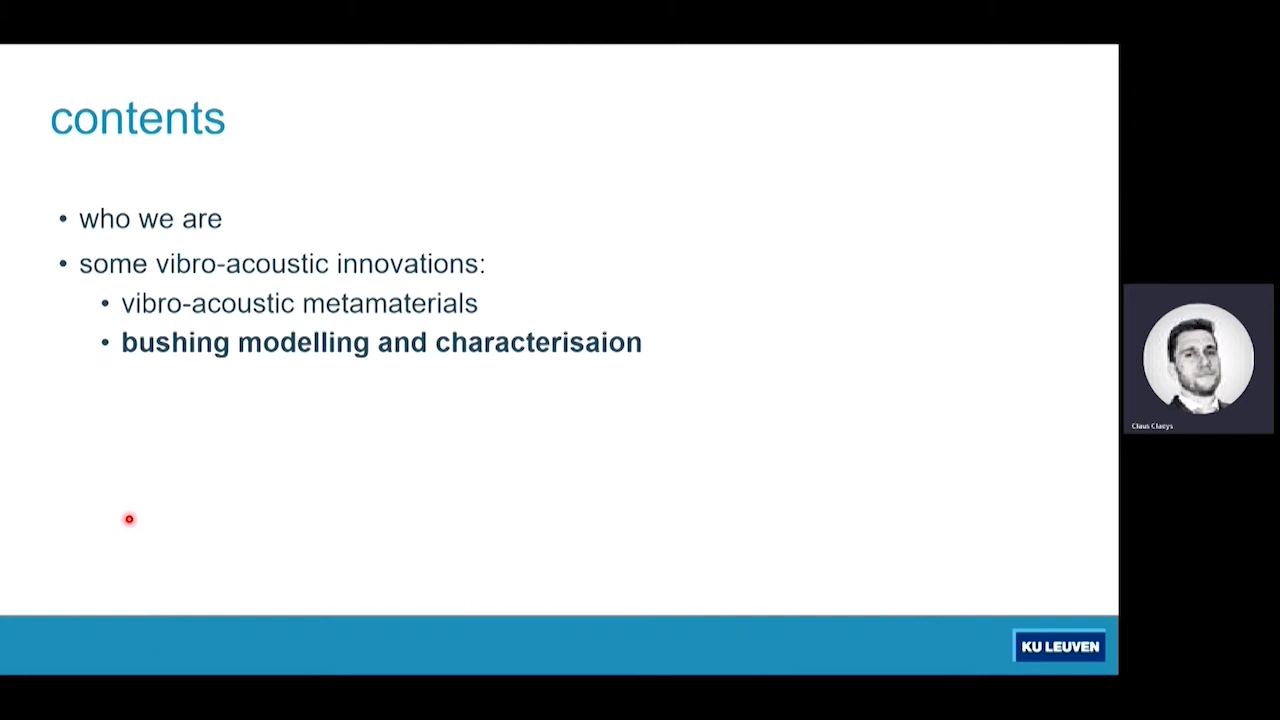 contents
• who we are
• some vibro-acoustic innovations:
• vibro-acoustic metamaterials
• bushing modelling and characterisaion
Claus Claeys
KU LEUVEN